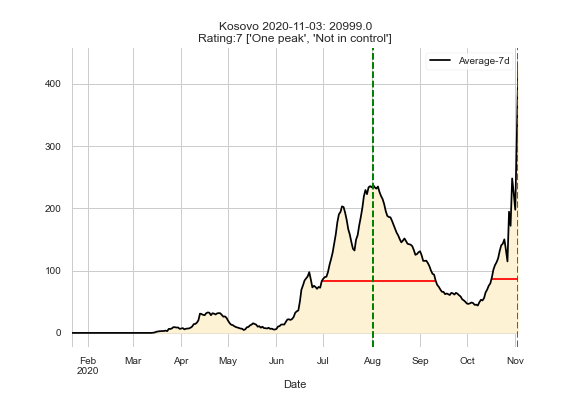 Kosovo 2020-11-03: 20999.0
Rating:7 ['One peak', 'Not in control']
Average-7d
400
300
200
100
0
Feb Mar Apr May Jun Jul Aug Sep Oct Nov
2020
Date